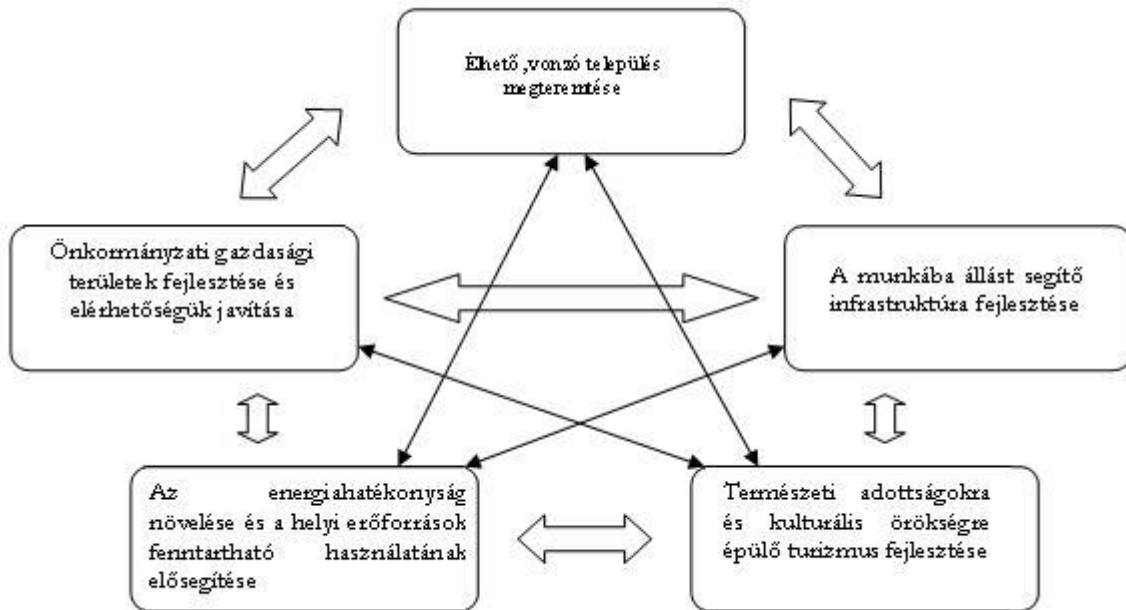 Élhető ,vonzó település
megteremtése
Önkormányzati gazdasági
területek fejlesztése és
elérhetőségük javítása
A munkába állást segítő
infrastruktúra fejlesztése
Az energiahatékonyság
növelése és a helyi erőforrások
fenntartható használatának
elősegítése
Természeti adottságokra
és kulturális örökségre
épülő turizmus fejlesztése